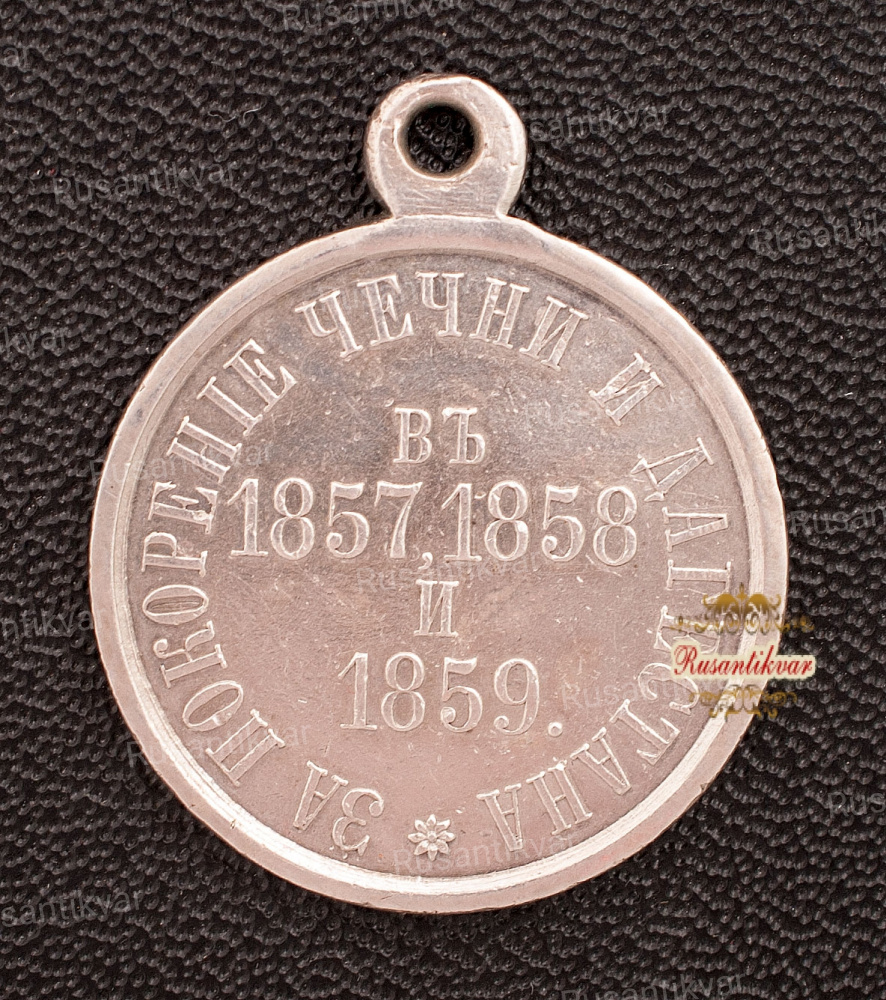 ЗА ПОКОРЕНІЕ ЧЕЧНИ И ДАГЕСТАНА
ВЪ
1857, 1858
И
1859.
Rusantikvar